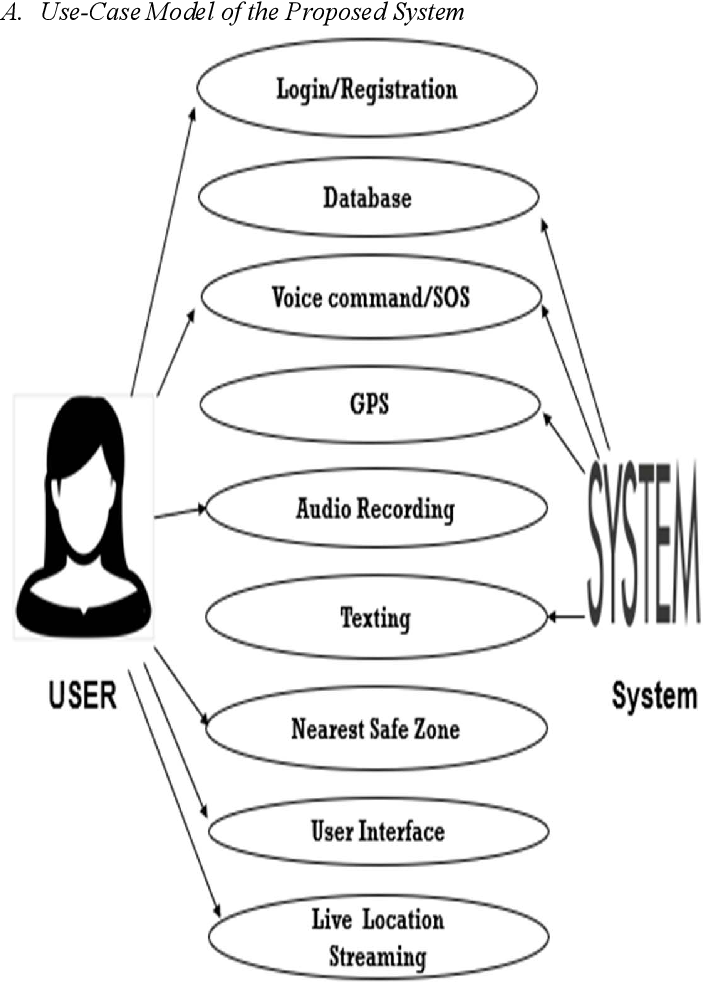 A. Use-Case Model of the Proposed System
Login/Registration
Database
Voice command/SOS
GPS
Audio Recording
Texting
Nearest Safe Zone
User Interface
Live Location
Streaming
USER
SYSTEM
System